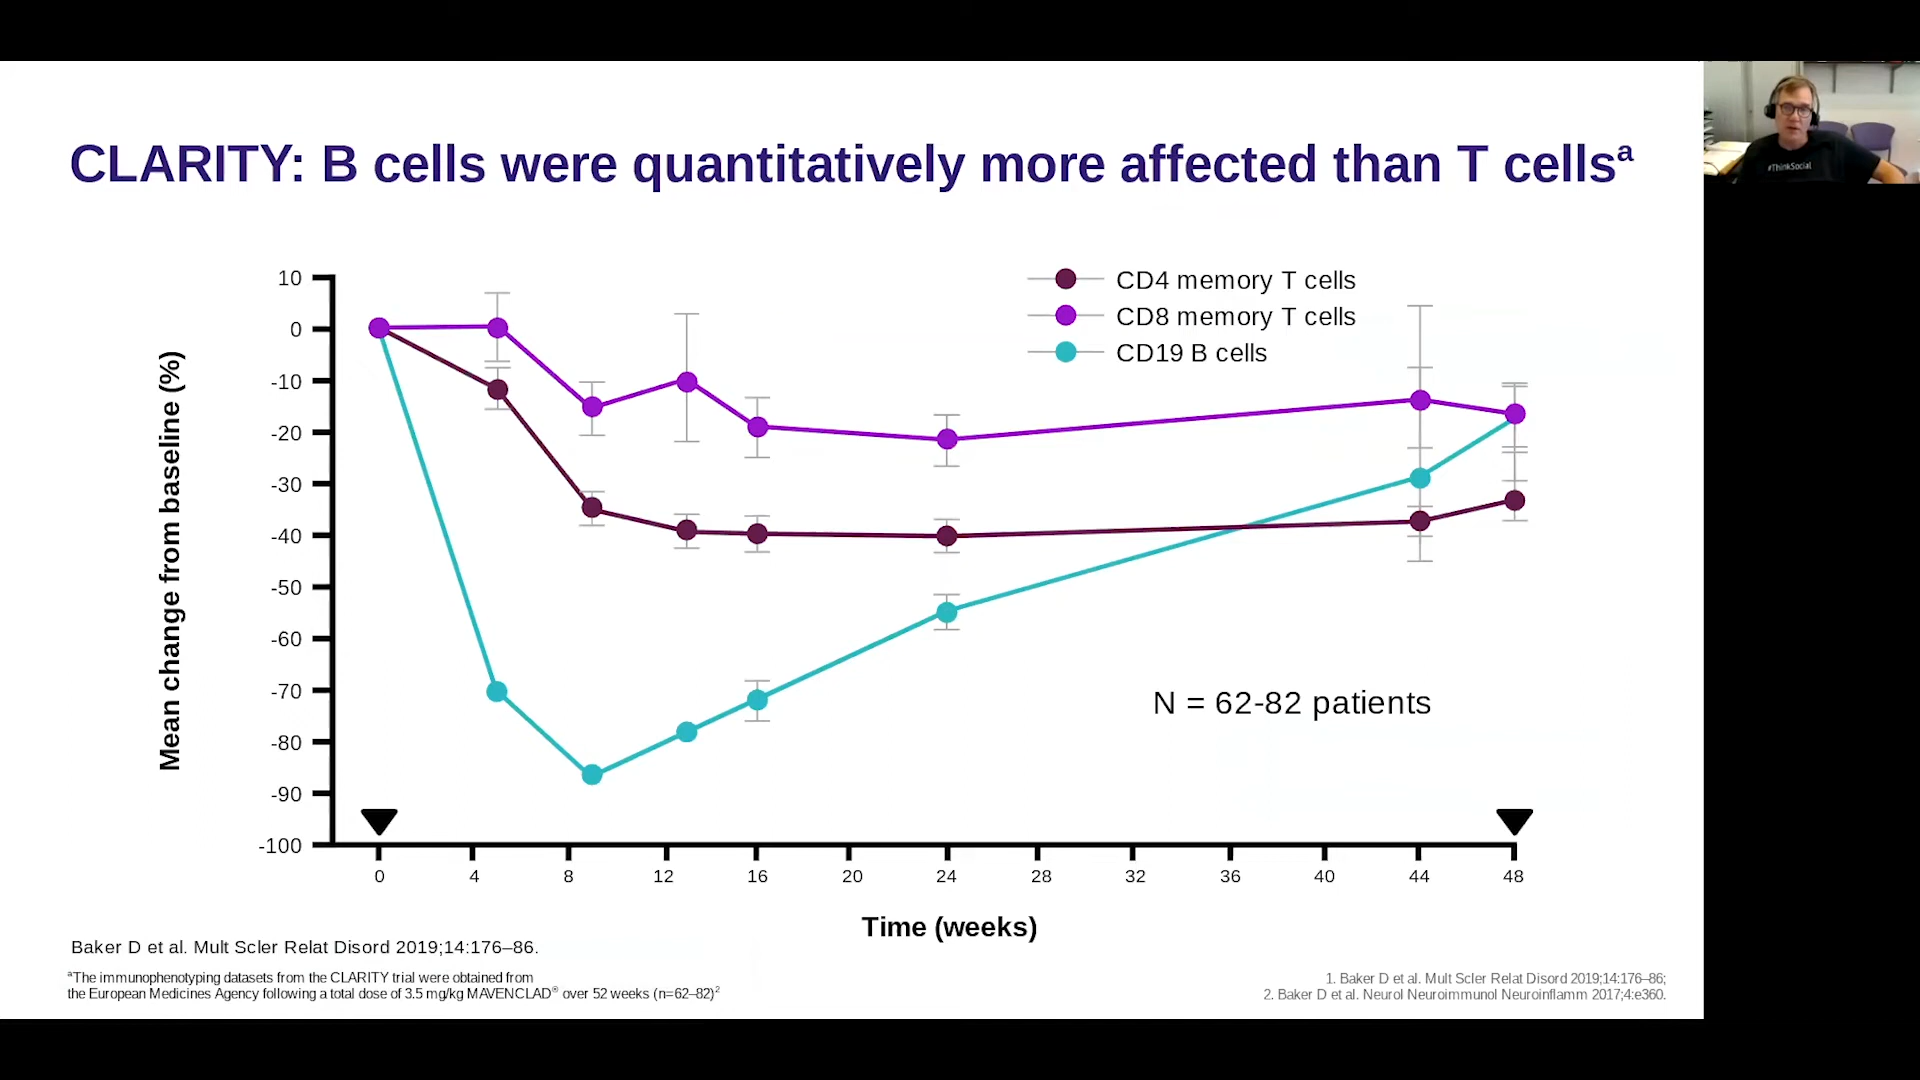 CLARITY: B cells were quantitatively more affected than T cellsᵃ
#ThinkSocial
CD4 memory T cells
CD8 memory T cells
CD19 B cells
Mean change from baseline (%)
10
0
-10
-20
-30
-40
-50
-60
-70
-80
-90
-100
N = 62-82 patients
0 4 8 12 16 20 24 28 32 36 40 44 48
Time (weeks)
Baker D et al. Mult Scler Relat Disord 2019;14:176–86.
ᵃThe immunophenotyping datasets from the CLARITY trial were obtained from
the European Medicines Agency following a total dose of 3.5 mg/kg MAVENCLAD® over 52 weeks (n=62–82)²
1. Baker D et al. Mult Scler Relat Disord 2019;14:176–86;
2. Baker D et al. Neurol Neuroimmunol Neuroinflamm 2017;4:e360.